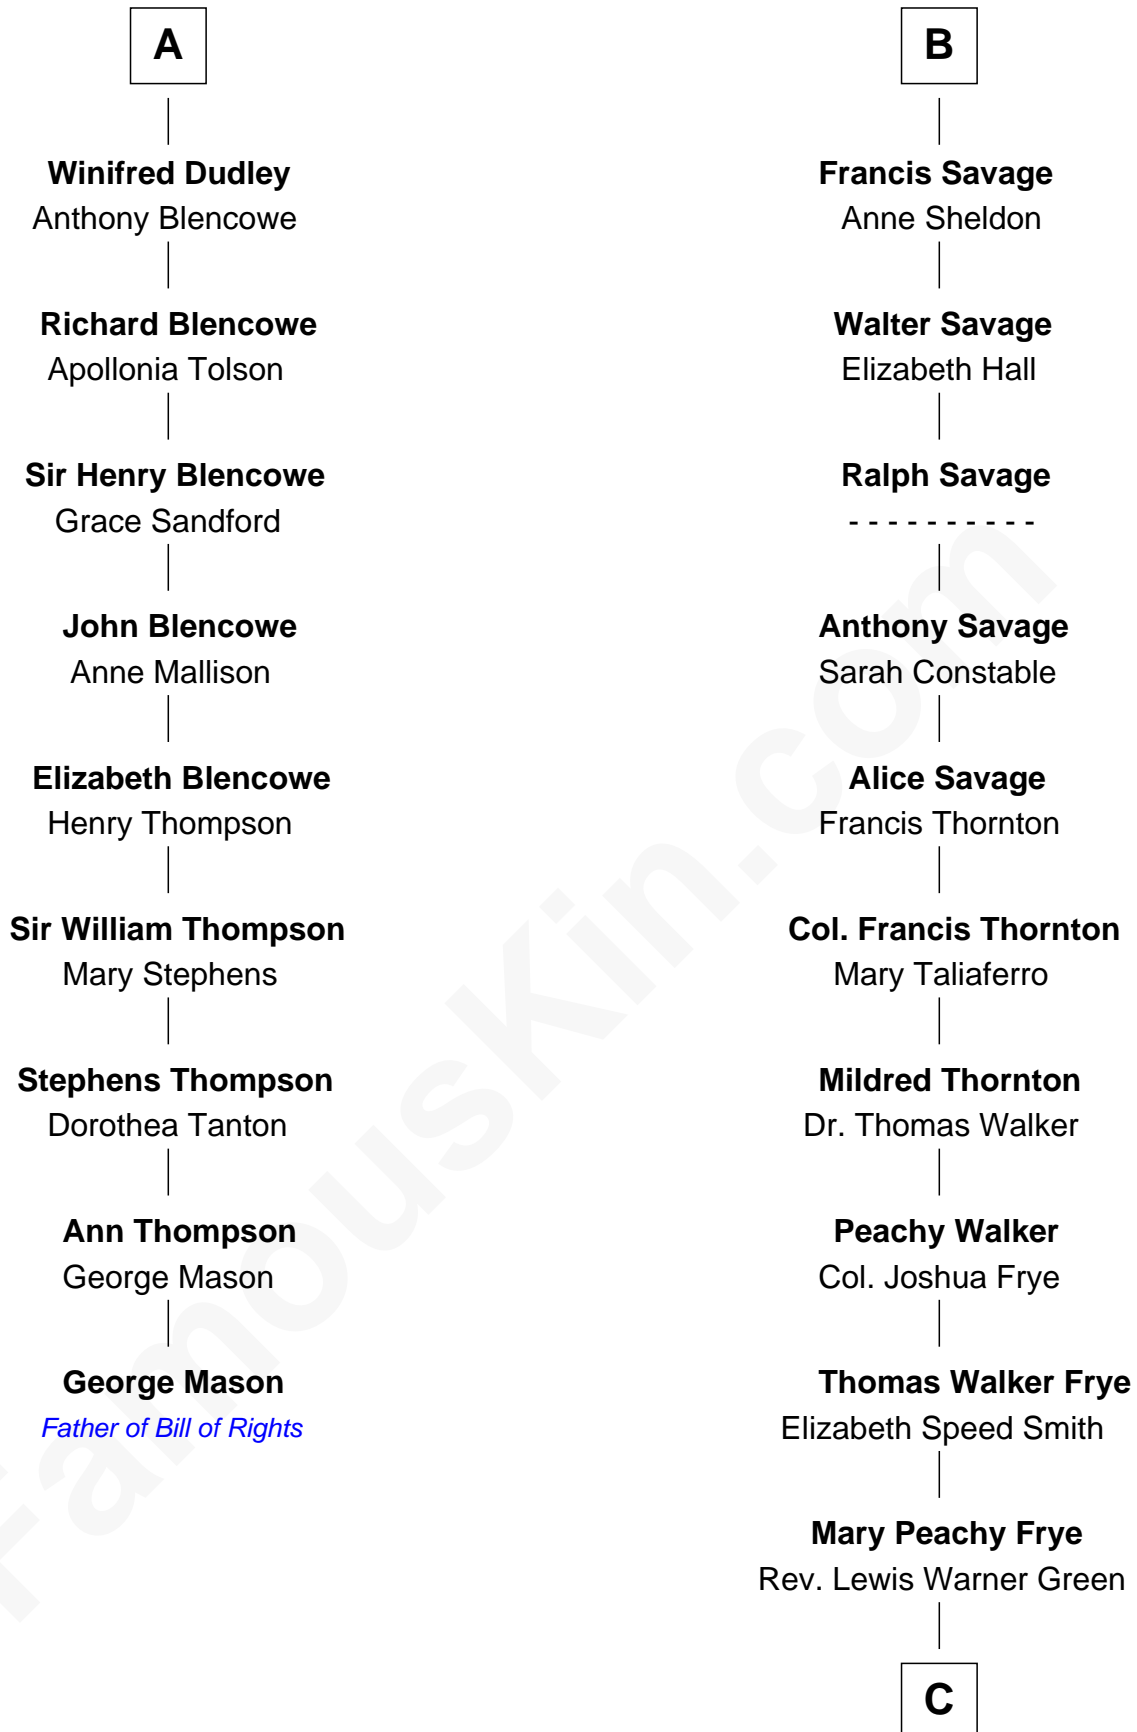 A
Winifred Dudley
Anthony Blencowe
Richard Blencowe
Apollonia Tolson
Sir Henry Blencowe
Grace Sandford
John Blencowe
Anne Mallison
Elizabeth Blencowe
Henry Thompson
Sir William Thompson
Mary Stephens
Stephens Thompson
Dorothea Tanton
Ann Thompson
George Mason
George Mason
Father of Bill of Rights
B
Francis Savage
Anne Sheldon
Walter Savage
Elizabeth Hall
Ralph Savage
- - - - - - - - - -
Anthony Savage
Sarah Constable
Alice Savage
Francis Thornton
Col. Francis Thornton
Mary Taliaferro
Mildred Thornton
Dr. Thomas Walker
Peachy Walker
Col. Joshua Frye
Thomas Walker Frye
Elizabeth Speed Smith
Mary Peachy Frye
Rev. Lewis Warner Green
C
FamousKin.com